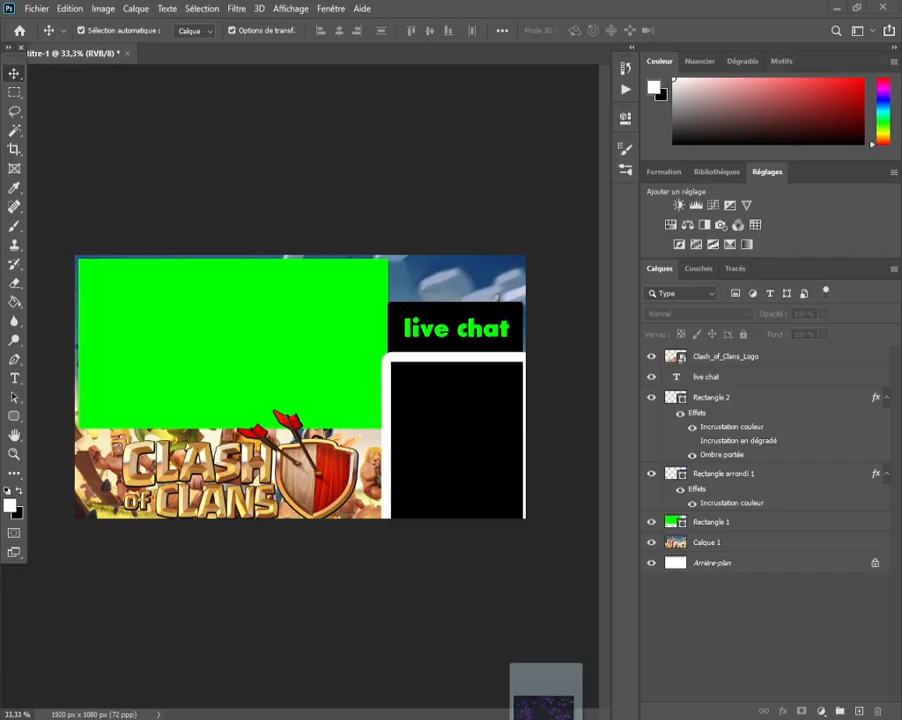 Ps Fichier Edition Image Calque Texte Sélection Filtre 3D Affichage Fenêtre Aide
Sélection automatique : Calque Options de transf. Mode 3D :
titre-1 @ 33,3% (RVB/8) *
Couleur Nuancier Dégradés Motifs
Formation Bibliothèques Réglages
Ajouter un réglage
Calques Couches Tracés
Type
Normal Opacité : 100 %
Verrou : Fond : 100 %
Clash_of_Clans_Logo
T live chat
Rectangle 2 fx
Effets
Incrustation couleur
Incrustation en dégradé
Ombre portée
Rectangle arrondi 1 fx
Effets
Incrustation couleur
Rectangle 1
Calque 1
Arrière-plan
live chat
CLASH
OF CLANS
33,33 % 1920 px x 1080 px (72 ppp)